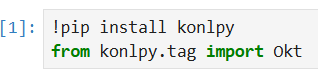 [1]: !pip install konlpy
from konlpy.tag import Okt